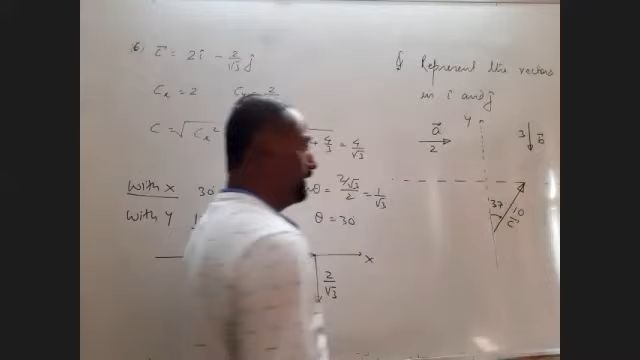 (6) c⃗ = 2î − 2/√3 ĵ
Cₓ = 2
C = √Cₓ²
+ 4/3 = 4/√3
With X 30
θ = 2/√3 / 2 = 1/√3
With Y
θ = 30
X
2/√3
Q Represent the vectors
in î and ĵ
a⃗
2
Y
3 b⃗
37
10
c⃗